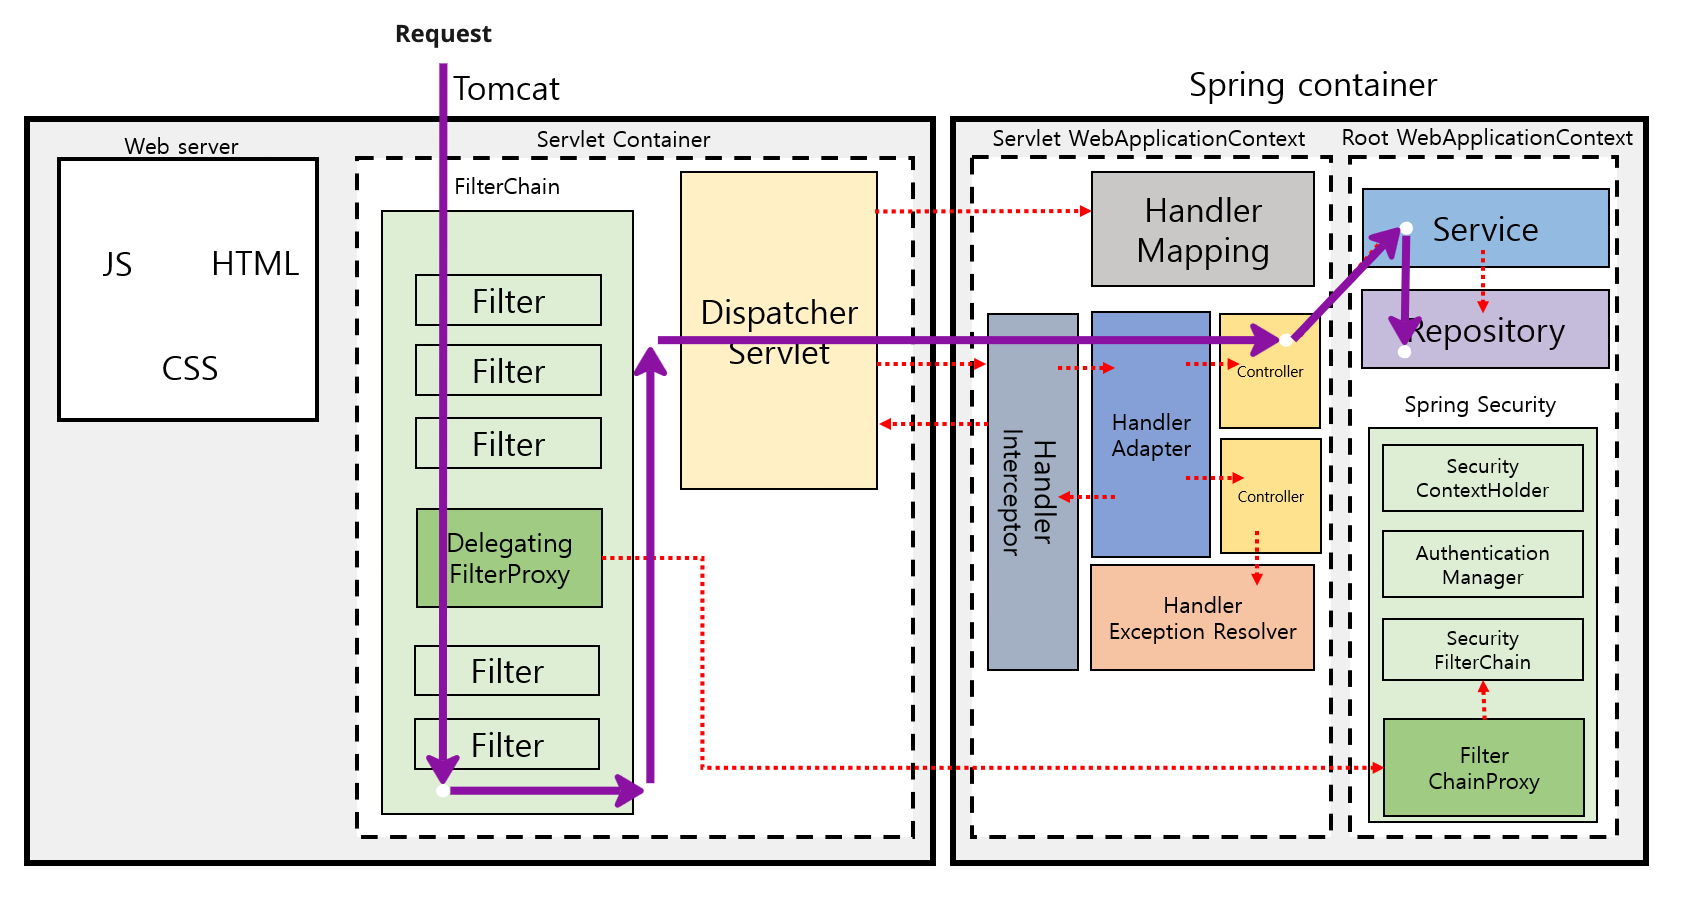 Request
Tomcat
Spring container
Web server
Servlet Container
Servlet WebApplicationContext
Root WebApplicationContext
JS
HTML
CSS
FilterChain
Filter
Filter
Filter
Delegating
FilterProxy
Filter
Filter
Dispatcher
Servlet
Handler
Mapping
Handler
Interceptor
Handler
Adapter
Controller
Controller
Handler
Exception Resolver
Service
Repository
Spring Security
Security
ContextHolder
Authentication
Manager
Security
FilterChain
Filter
ChainProxy